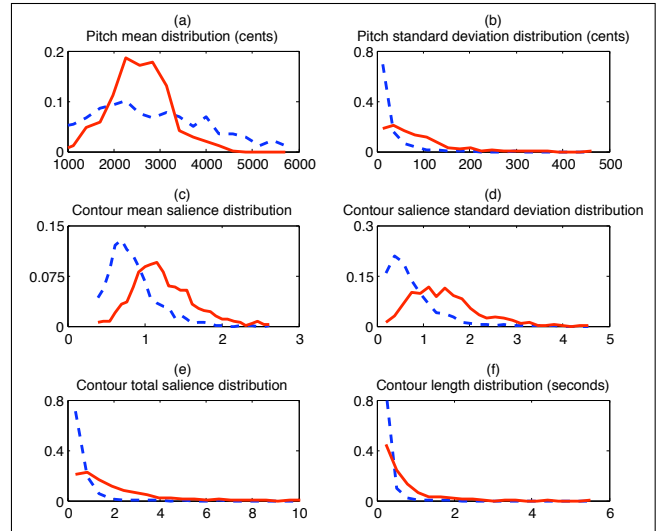 (a)
Pitch mean distribution (cents)
0.2
0.1
0
1000 2000 3000 4000 5000 6000
(b)
Pitch standard deviation distribution (cents)
0.8
0.4
0
0 100 200 300 400 500
(c)
Contour mean salience distribution
0.15
0.075
0
0 1 2 3
(d)
Contour salience standard deviation distribution
0.3
0.15
0
0 1 2 3 4 5
(e)
Contour total salience distribution
0.8
0.4
0
0 2 4 6 8 10
(f)
Contour length distribution (seconds)
0.8
0.4
0
0 2 4 6